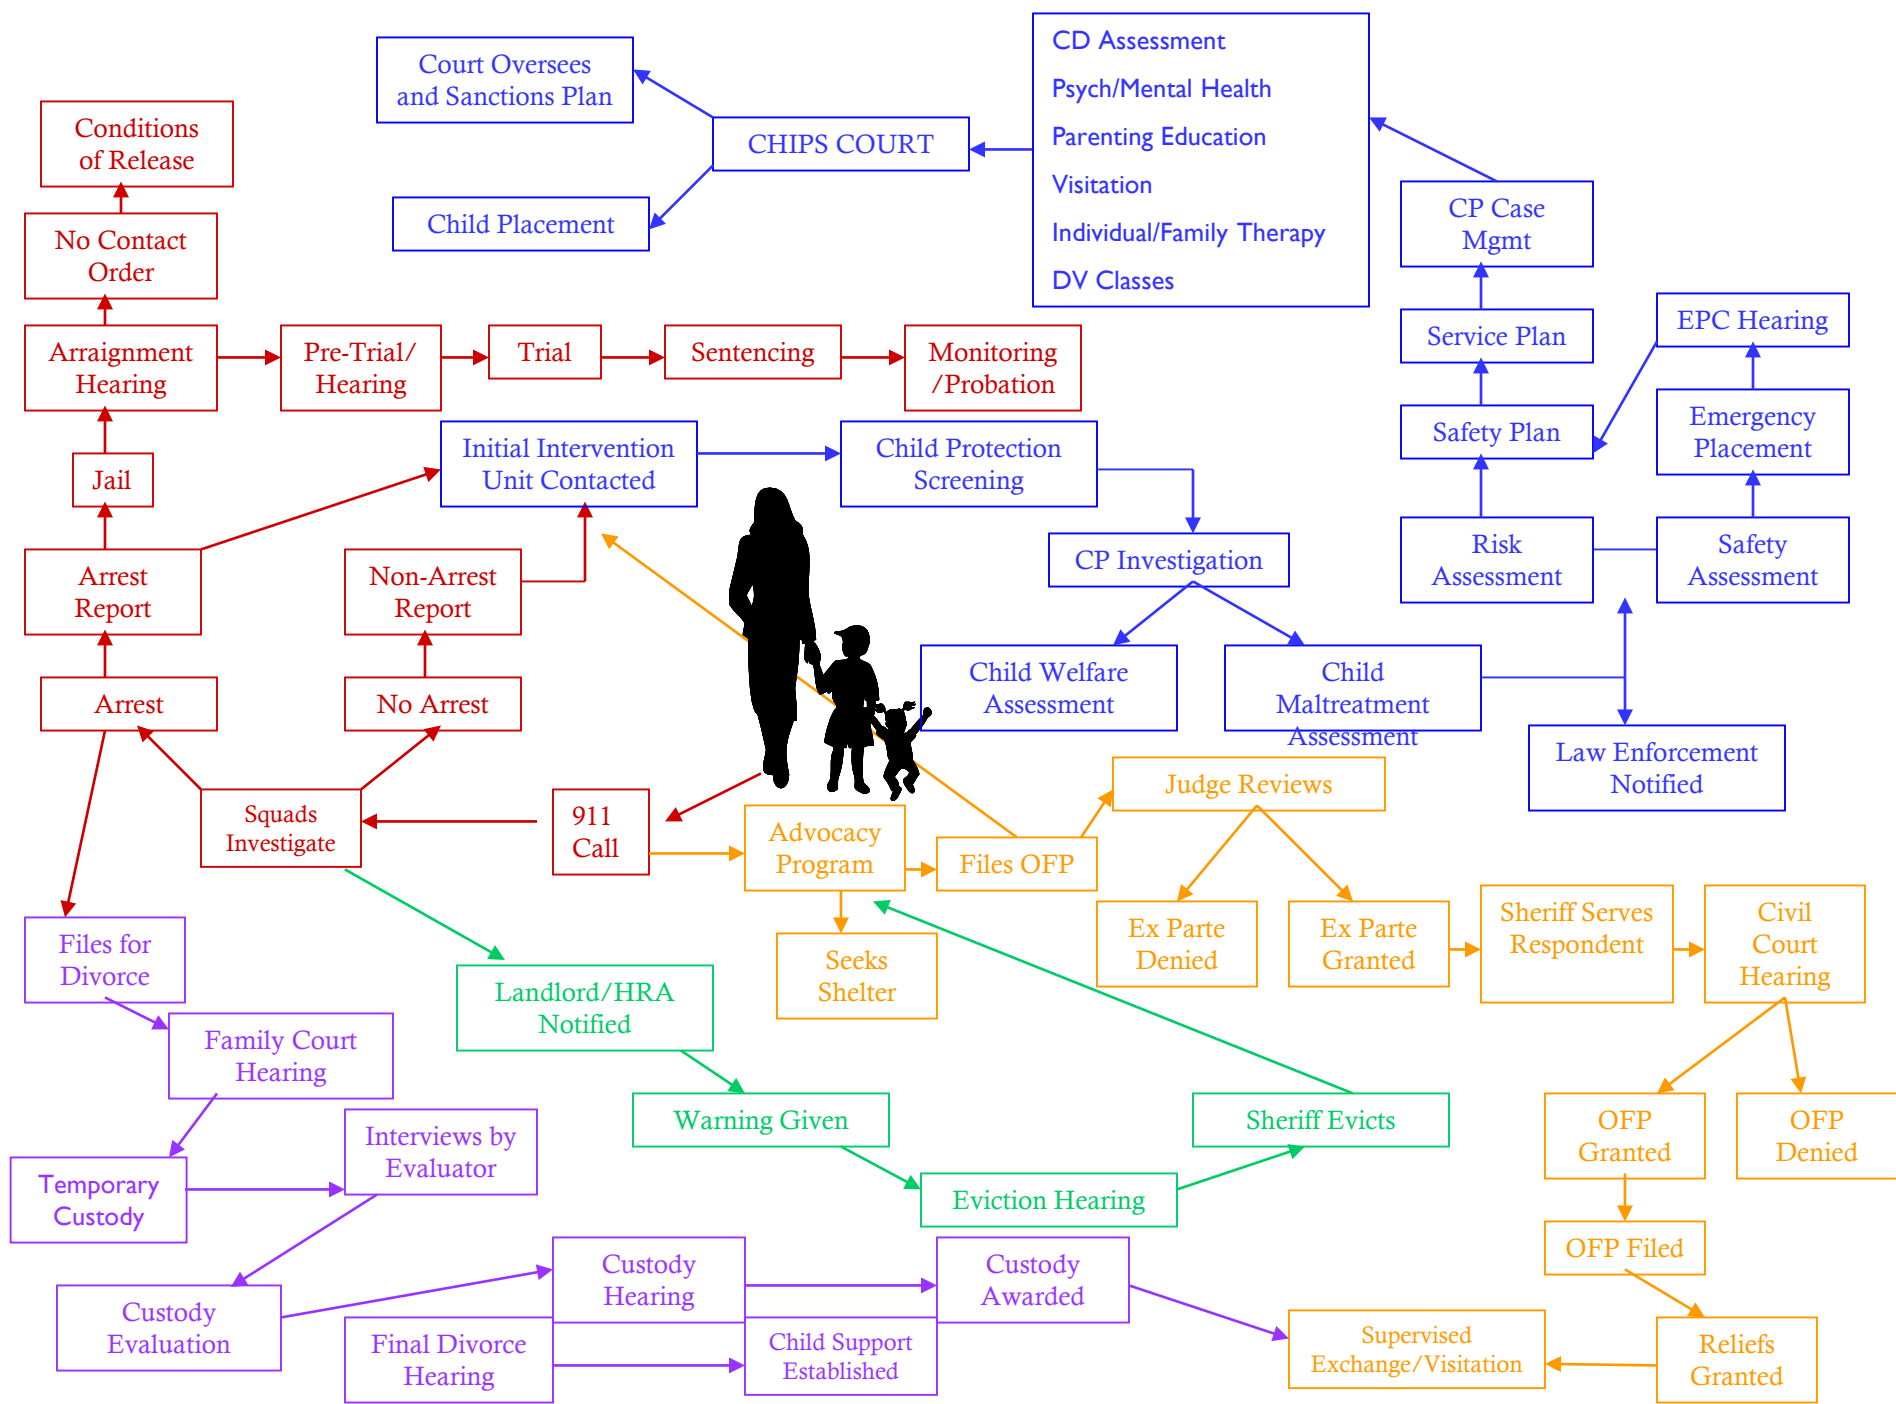 Court Oversees
and Sanctions Plan
CHIPS COURT
Child Placement
CD Assessment
Psych/Mental Health
Parenting Education
Visitation
Individual/Family Therapy
DV Classes
Conditions
of Release
No Contact
Order
Arraignment
Hearing
Pre-Trial/
Hearing
Trial
Sentencing
Monitoring
/Probation
CP Case
Mgmt
Service Plan
EPC Hearing
Safety Plan
Emergency
Placement
Jail
Initial Intervention
Unit Contacted
Child Protection
Screening
Risk
Assessment
Safety
Assessment
CP Investigation
Arrest
Report
Non-Arrest
Report
Child Welfare
Assessment
Child
Maltreatment
Assessment
Arrest
No Arrest
Law Enforcement
Notified
Squads
Investigate
911
Call
Advocacy
Program
Files OFP
Judge Reviews
Ex Parte
Denied
Ex Parte
Granted
Sheriff Serves
Respondent
Civil
Court
Hearing
Seeks
Shelter
Files for
Divorce
Landlord/HRA
Notified
Family Court
Hearing
Warning Given
Sheriff Evicts
OFP
Granted
OFP
Denied
Interviews by
Evaluator
Temporary
Custody
Eviction Hearing
OFP Filed
Custody
Evaluation
Custody
Hearing
Custody
Awarded
Final Divorce
Hearing
Child Support
Established
Supervised
Exchange/Visitation
Reliefs
Granted